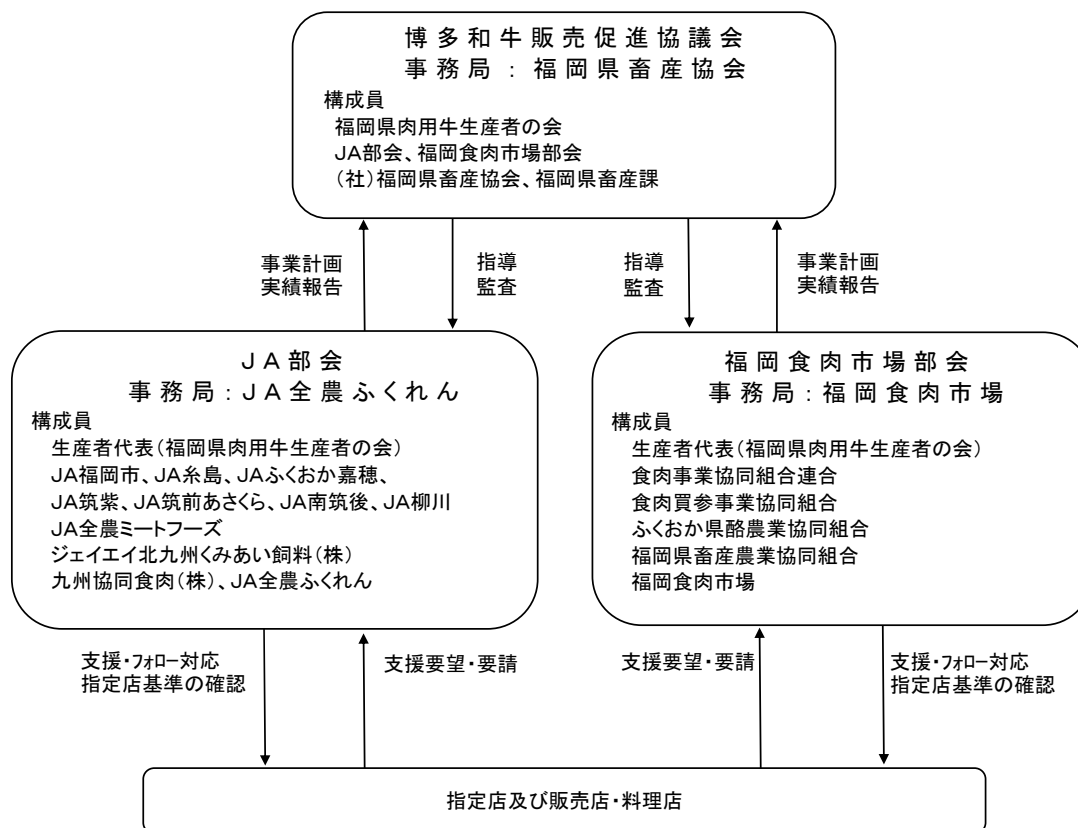 博多和牛販売促進協議会
事務局：福岡県畜産協会
構成員
福岡県肉用牛生産者の会
ＪＡ部会、福岡食肉市場部会
（社）福岡県畜産協会、福岡県畜産課
事業計画
実績報告
指導
監査
指導
監査
事業計画
実績報告
ＪＡ部会
事務局：ＪＡ全農ふくれん
構成員
生産者代表（福岡県肉用牛生産者の会）
ＪＡ福岡市、ＪＡ糸島、ＪＡふくおか嘉穂、
ＪＡ筑紫、ＪＡ筑前あさくら、ＪＡ南筑後、ＪＡ柳川
ＪＡ全農ミートフーズ
ジェイエイ北九州くみあい飼料（株）
九州協同食肉（株）、ＪＡ全農ふくれん
福岡食肉市場部会
事務局：福岡食肉市場
構成員
生産者代表（福岡県肉用牛生産者の会）
食肉事業協同組合連合
食肉買参事業協同組合
ふくおか県酪農業協同組合
福岡県畜産農業協同組合
福岡食肉市場
支援・フォロー対応
指定店基準の確認
支援要望・要請
支援要望・要請
支援・フォロー対応
指定店基準の確認
指定店及び販売店・料理店